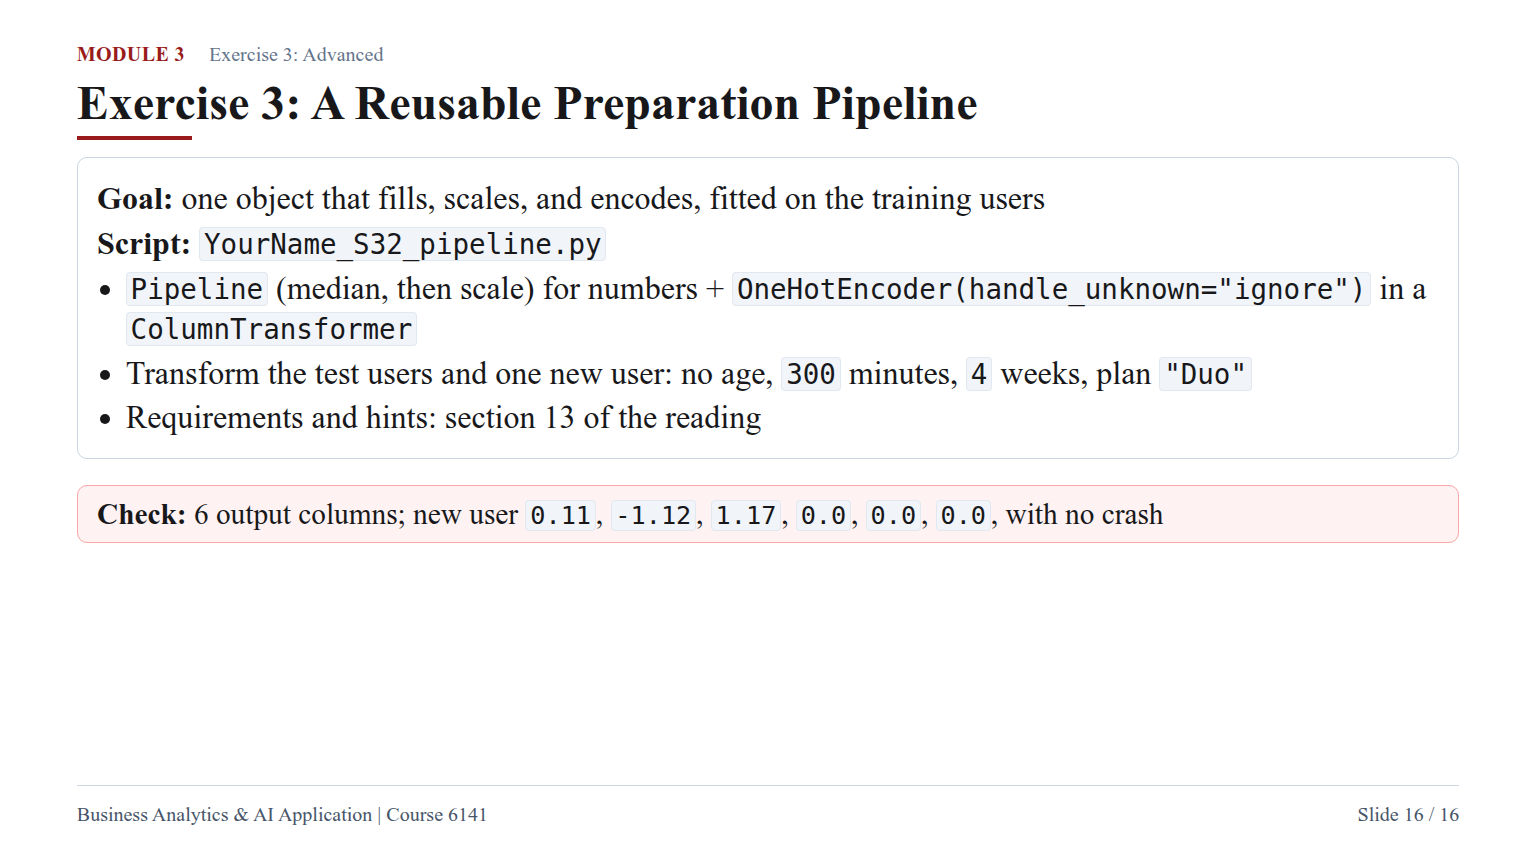 MODULE 3 Exercise 3: Advanced
Exercise 3: A Reusable Preparation Pipeline
Goal: one object that fills, scales, and encodes, fitted on the training users
Script: YourName_S32_pipeline.py
• Pipeline (median, then scale) for numbers + OneHotEncoder(handle_unknown="ignore") in a
ColumnTransformer
• Transform the test users and one new user: no age, 300 minutes, 4 weeks, plan "Duo"
• Requirements and hints: section 13 of the reading
Check: 6 output columns; new user 0.11, -1.12, 1.17, 0.0, 0.0, 0.0, with no crash
Business Analytics & AI Application | Course 6141
Slide 16 / 16